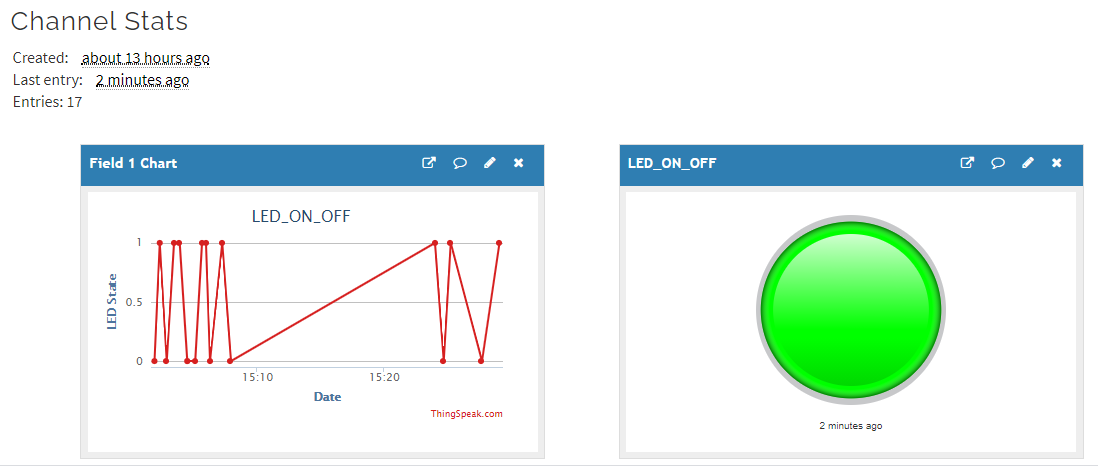 Channel Stats
Created: about 13 hours ago
Last entry: 2 minutes ago
Entries: 17
Field 1 Chart
LED_ON_OFF
LED State
1
0.5
0
15:10
15:20
Date
ThingSpeak.com
LED_ON_OFF
2 minutes ago